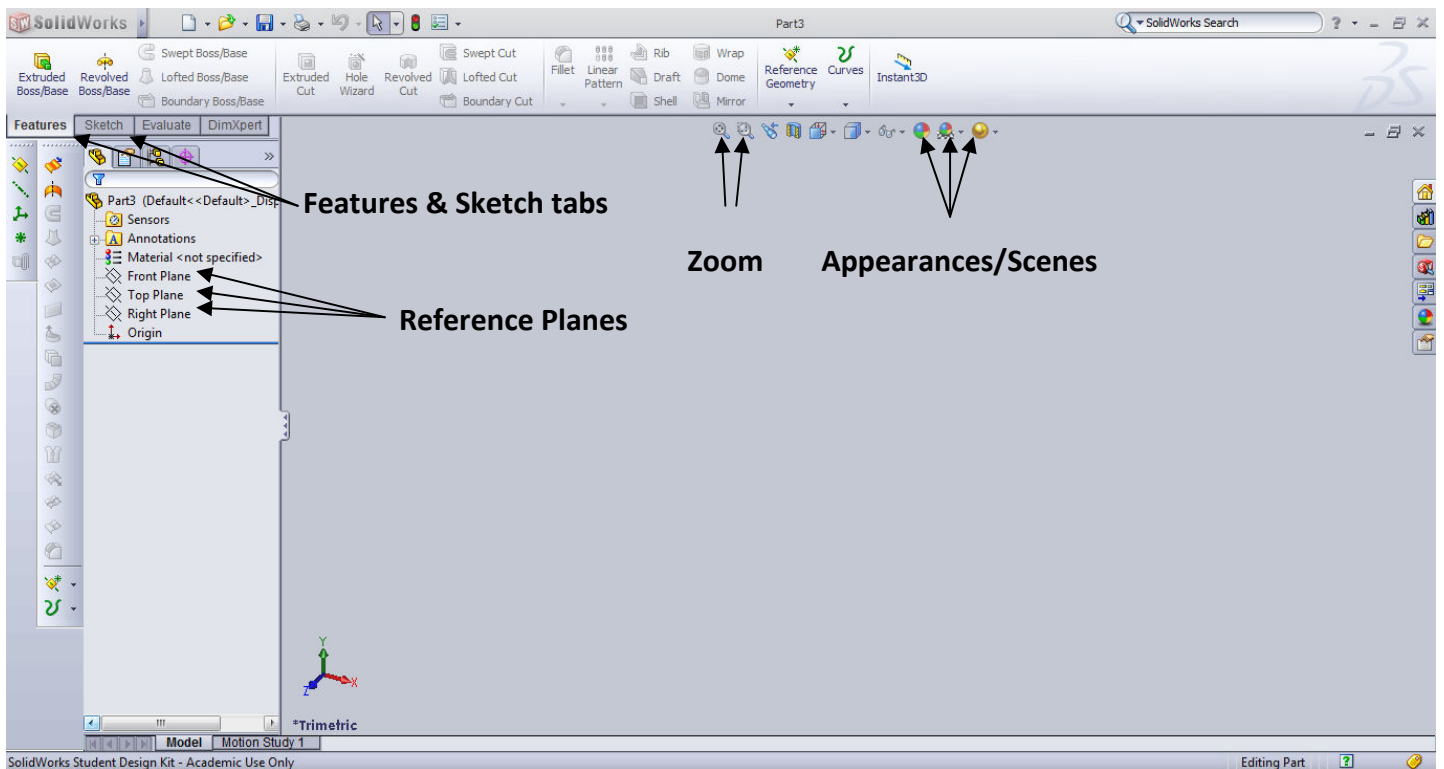 SolidWorks
Part3
SolidWorks Search
?
Extruded Boss/Base
Revolved Boss/Base
Swept Boss/Base
Lofted Boss/Base
Boundary Boss/Base
Extruded Cut
Hole Wizard
Revolved Cut
Swept Cut
Lofted Cut
Boundary Cut
Fillet
Linear Pattern
Rib
Draft
Shell
Wrap
Dome
Mirror
Reference Geometry
Curves
Instant3D
Features Sketch Evaluate DimXpert
Part3 (Default<<Default>_Disp
Sensors
Annotations
Material <not specified>
Front Plane
Top Plane
Right Plane
Origin
Features & Sketch tabs
Reference Planes
Zoom
Appearances/Scenes
Y
X
Z
*Trimetric
Model Motion Study 1
SolidWorks Student Design Kit - Academic Use Only
Editing Part
?